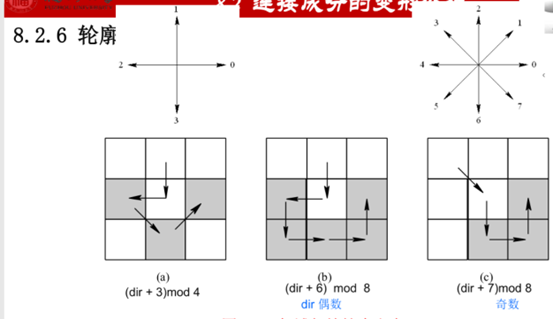 连接成分的变形
8.2.6 轮廓
1
2
0
3
2
3
1
4
0
5
7
6
(a)
(b)
(c)
(dir + 3)mod 4
(dir + 6) mod 8
(dir + 7)mod 8
dir 偶数
奇数